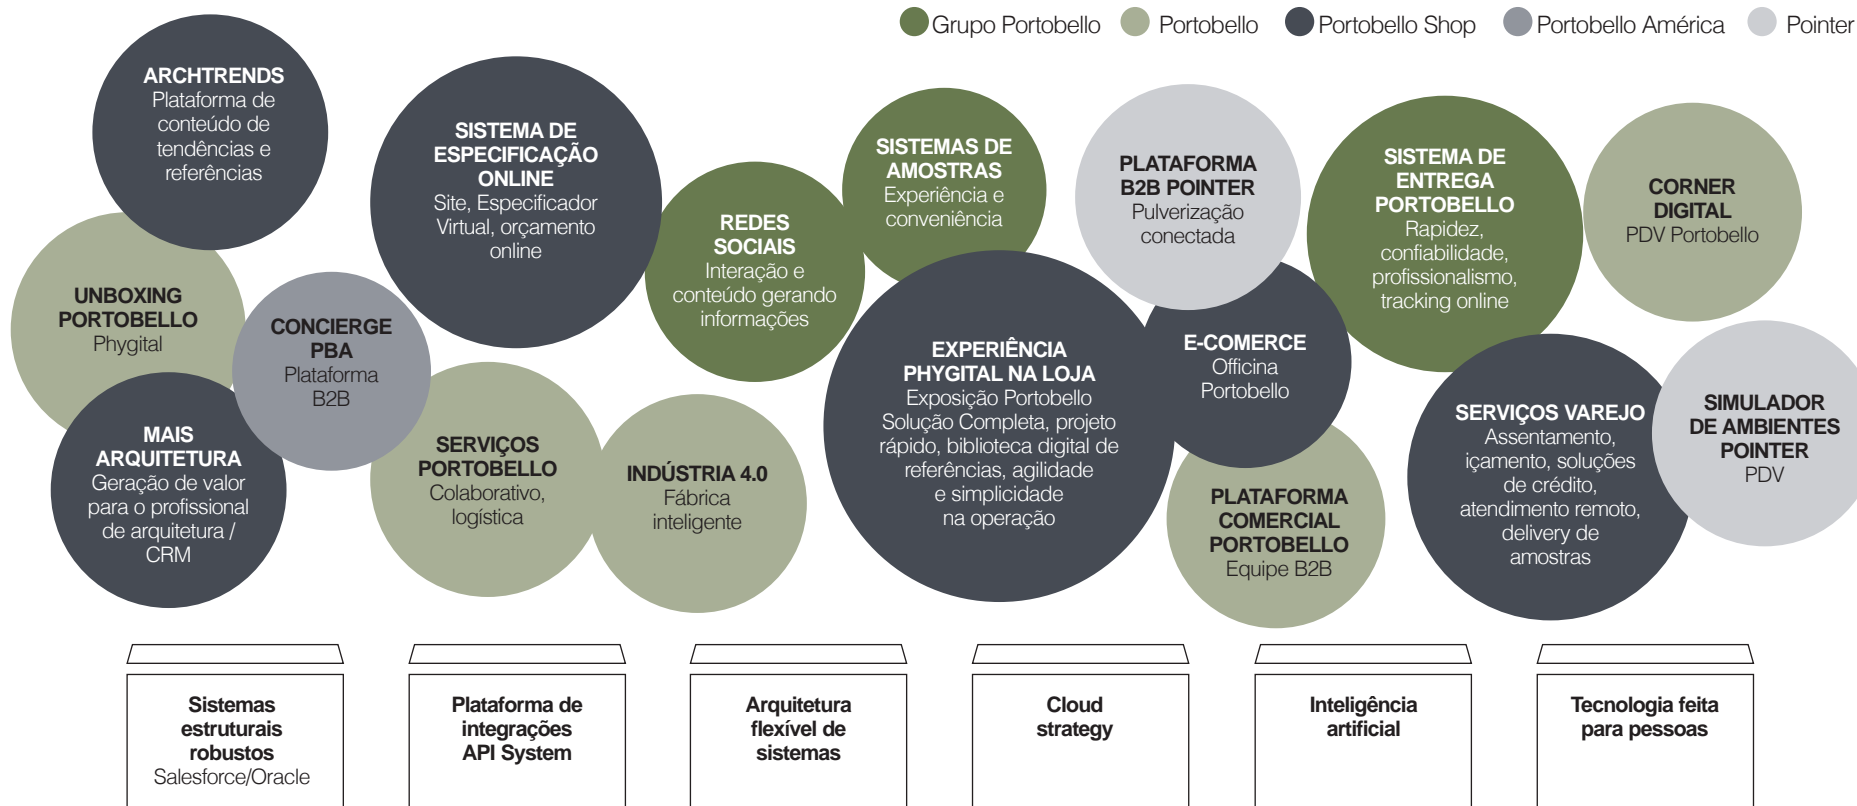 Grupo Portobello
Portobello
Portobello Shop
Portobello América
Pointer
ARCHTRENDS
Plataforma de
conteúdo de
tendências e
referências
SISTEMA DE
ESPECIFICAÇÃO
ONLINE
Site, Especificador
Virtual, orçamento
online
REDES
SOCIAIS
Interação e
conteúdo gerando
informações
SISTEMAS DE
AMOSTRAS
Experiência e
conveniência
PLATAFORMA
B2B POINTER
Pulverização
conectada
SISTEMA DE
ENTREGA
PORTOBELLO
Rapidez,
confiabilidade,
profissionalismo,
tracking online
CORNER
DIGITAL
PDV Portobello
UNBOXING
PORTOBELLO
Phygital
CONCIERGE
PBA
Plataforma
B2B
EXPERIÊNCIA
PHYGITAL NA LOJA
Exposição Portobello
Solução Completa, projeto
rápido, biblioteca digital de
referências, agilidade
e simplicidade
na operação
E-COMERCE
Officina
Portobello
MAIS
ARQUITETURA
Geração de valor
para o profissional
de arquitetura /
CRM
SERVIÇOS
PORTOBELLO
Colaborativo,
logística
INDÚSTRIA 4.0
Fábrica
inteligente
PLATAFORMA
COMERCIAL
PORTOBELLO
Equipe B2B
SERVIÇOS VAREJO
Assentamento,
içamento, soluções
de crédito,
atendimento remoto,
delivery de
amostras
SIMULADOR
DE AMBIENTES
POINTER
PDV
Sistemas
estruturais
robustos
Salesforce/Oracle
Plataforma de
integrações
API System
Arquitetura
flexível de
sistemas
Cloud
strategy
Inteligência
artificial
Tecnologia feita
para pessoas